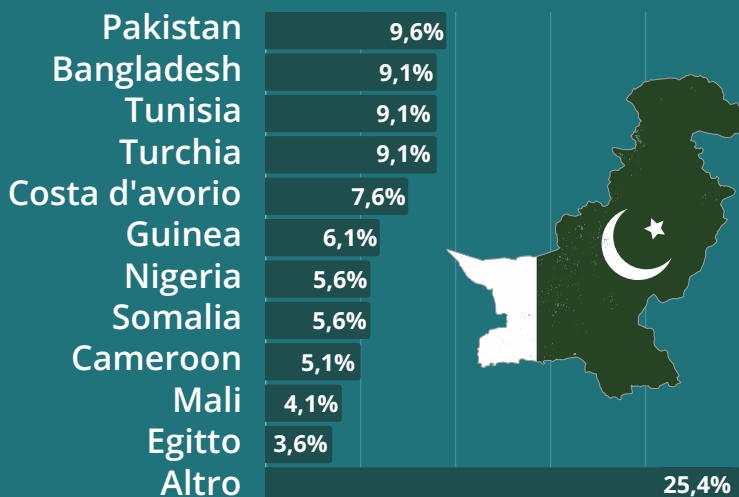 Pakistan 9,6%
Bangladesh 9,1%
Tunisia 9,1%
Turchia 9,1%
Costa d'avorio 7,6%
Guinea 6,1%
Nigeria 5,6%
Somalia 5,6%
Cameroon 5,1%
Mali 4,1%
Egitto 3,6%
Altro 25,4%